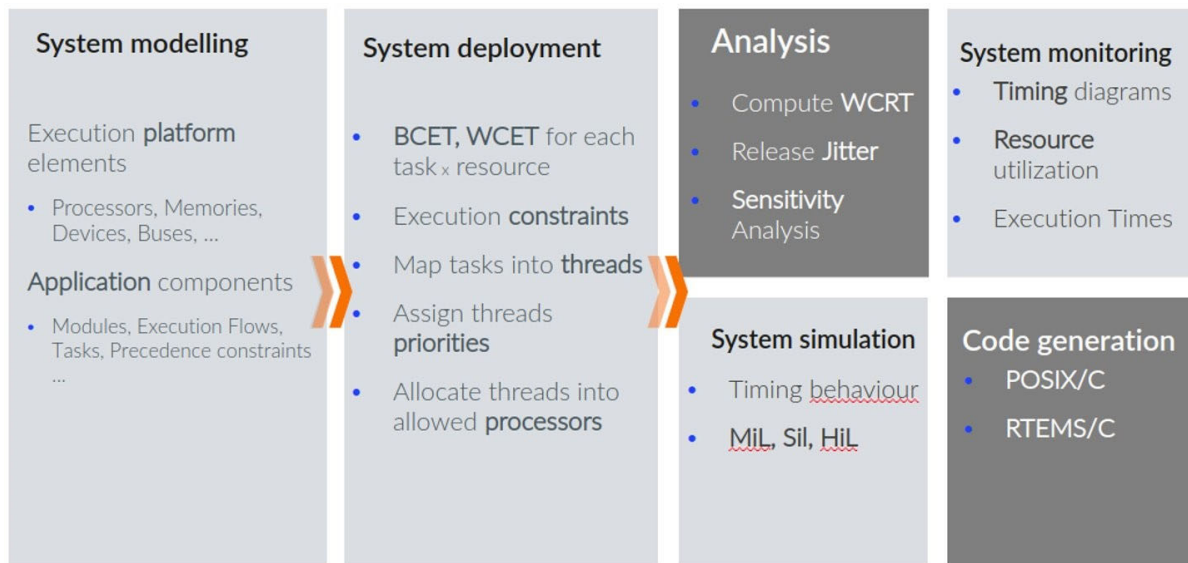 System modelling
Execution platform
elements
• Processors, Memories,
Devices, Buses, ...
Application components
• Modules, Execution Flows,
Tasks, Precedence constraints
...
System deployment
• BCET, WCET for each
task x resource
• Execution constraints
• Map tasks into threads
• Assign threads
priorities
• Allocate threads into
allowed processors
Analysis
• Compute WCRT
• Release Jitter
• Sensitivity
Analysis
System simulation
• Timing behaviour
• MiL, Sil, HiL
System monitoring
• Timing diagrams
• Resource
utilization
• Execution Times
Code generation
• POSIX/C
• RTEMS/C